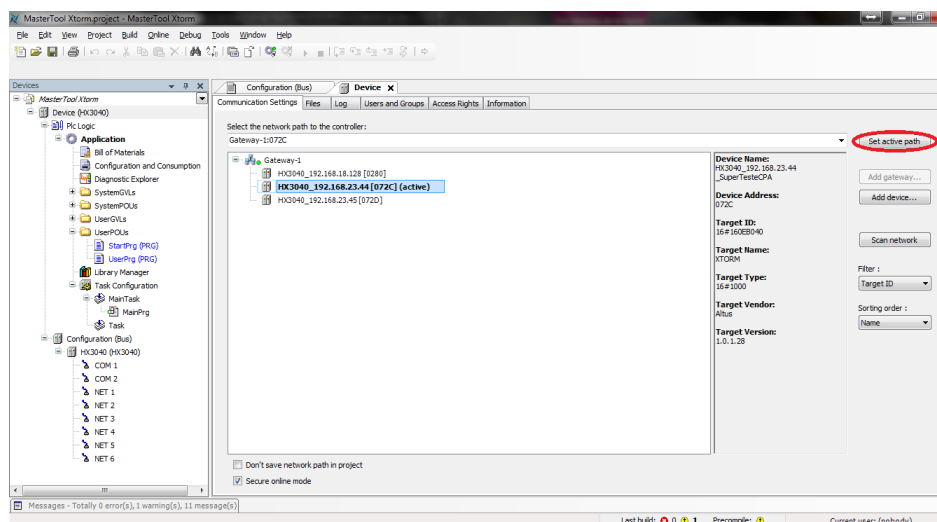 MasterTool Xtorm.project - MasterTool Xtorm
File Edit View Project Build Online Debug Tools Window Help
Devices
MasterTool Xtorm
Device (HX3040)
Plc Logic
Application
Bill of Materials
Configuration and Consumption
Diagnostic Explorer
SystemGVLs
SystemPOUs
UserGVLs
UserPOUs
StartPrg (PRG)
UserPrg (PRG)
Library Manager
Task Configuration
MainTask
MainPrg
Task
Configuration (Bus)
HX3040 (HX3040)
COM 1
COM 2
NET 1
NET 2
NET 3
NET 4
NET 5
NET 6
Configuration (Bus) Device X
Communication Settings Files Log Users and Groups Access Rights Information
Select the network path to the controller:
Gateway-1:072C
Set active path
Gateway-1
HX3040_192.168.18.128 [0280]
HX3040_192.168.23.44 [072C] (active)
HX3040_192.168.23.45 [072D]
Device Name:
HX3040_192.168.23.44
_SuperTesteCPA
Device Address:
072C
Target ID:
16#160EB040
Target Name:
XTORM
Target Type:
16#1000
Target Vendor:
Altus
Target Version:
1.0.1.28
Add gateway...
Add device...
Scan network
Filter :
Target ID
Sorting order :
Name
Don't save network path in project
Secure online mode
Messages - Totally 0 error(s), 1 warning(s), 11 message(s)
Last build: 0 1 Precompile: Current user: (nobody)